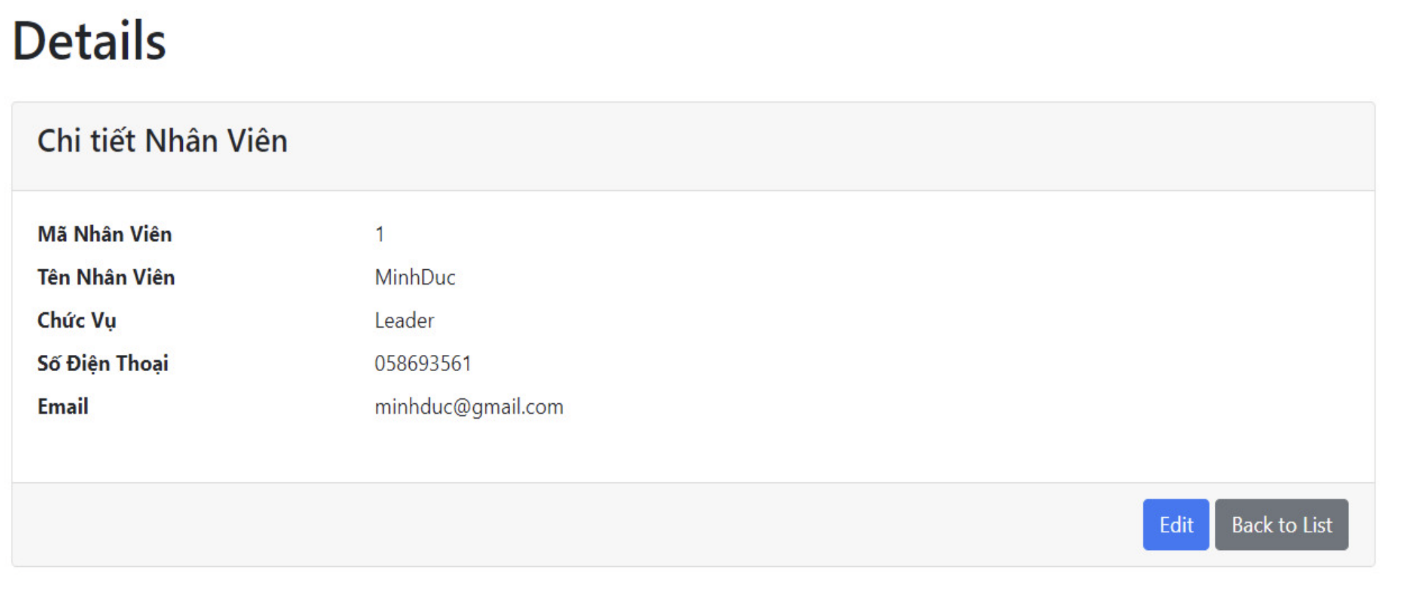 Details
Chi tiết Nhân Viên
Mã Nhân Viên 1
Tên Nhân Viên MinhDuc
Chức Vụ Leader
Số Điện Thoại 058693561
Email minhduc@gmail.com
Edit Back to List